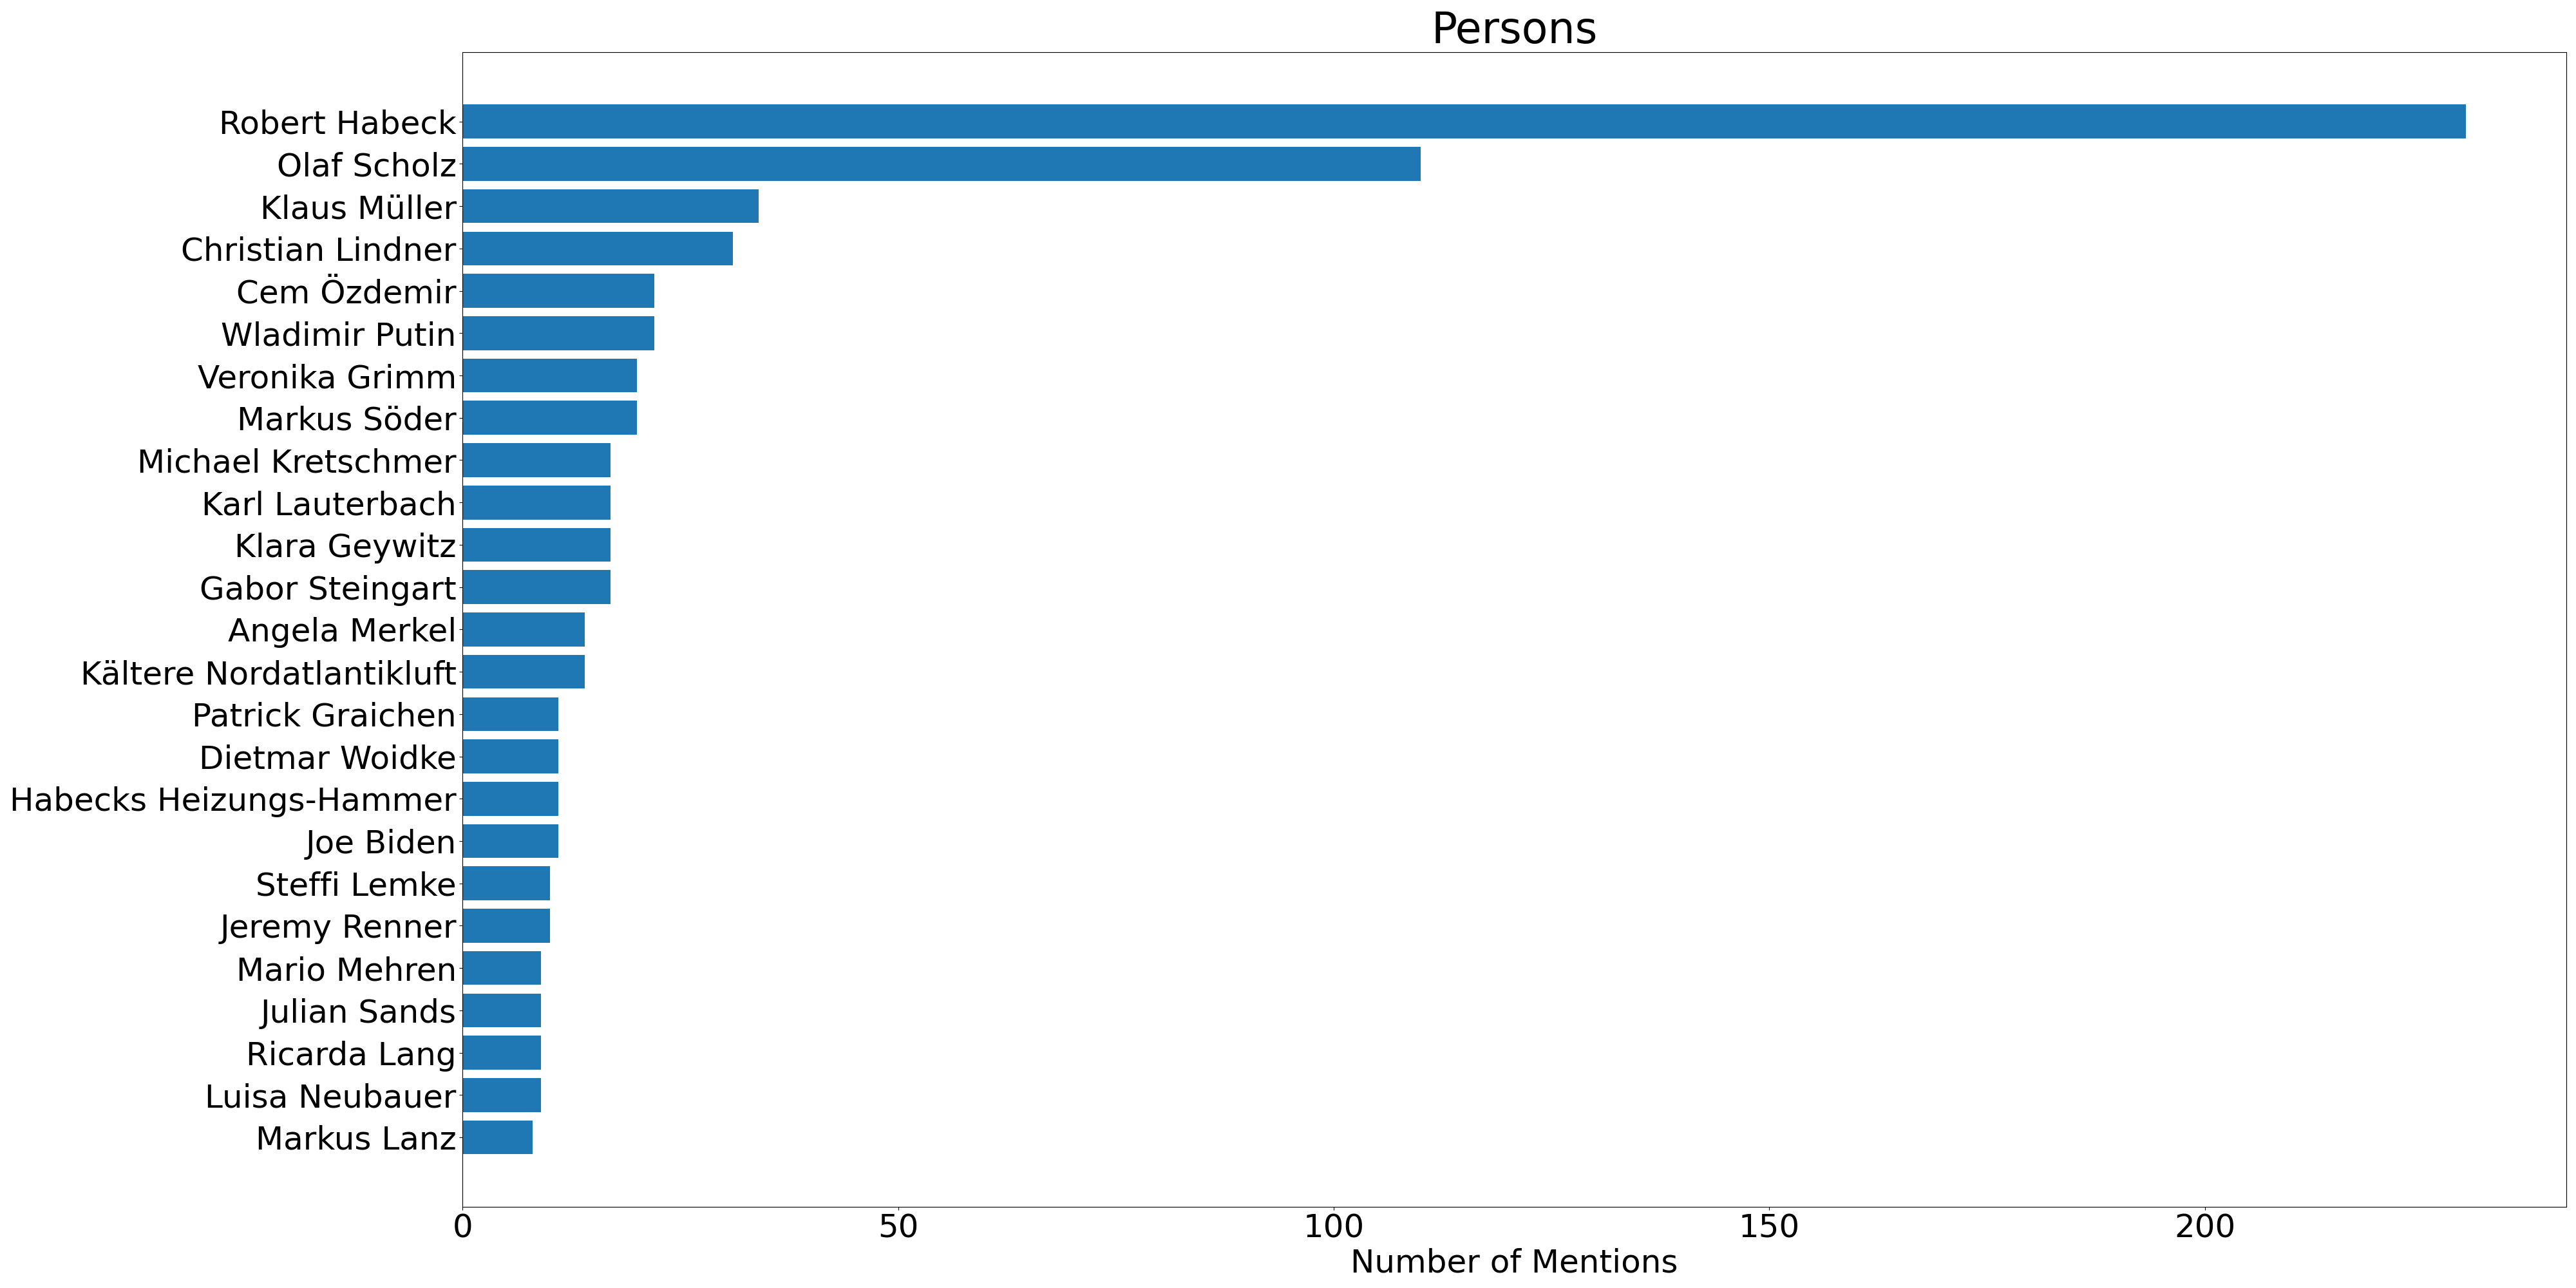 Persons
Robert Habeck
Olaf Scholz
Klaus Müller
Christian Lindner
Cem Özdemir
Wladimir Putin
Veronika Grimm
Markus Söder
Michael Kretschmer
Karl Lauterbach
Klara Geywitz
Gabor Steingart
Angela Merkel
Kältere Nordatlantikluft
Patrick Graichen
Dietmar Woidke
Habecks Heizungs-Hammer
Joe Biden
Steffi Lemke
Jeremy Renner
Mario Mehren
Julian Sands
Ricarda Lang
Luisa Neubauer
Markus Lanz
0 50 100 150 200
Number of Mentions